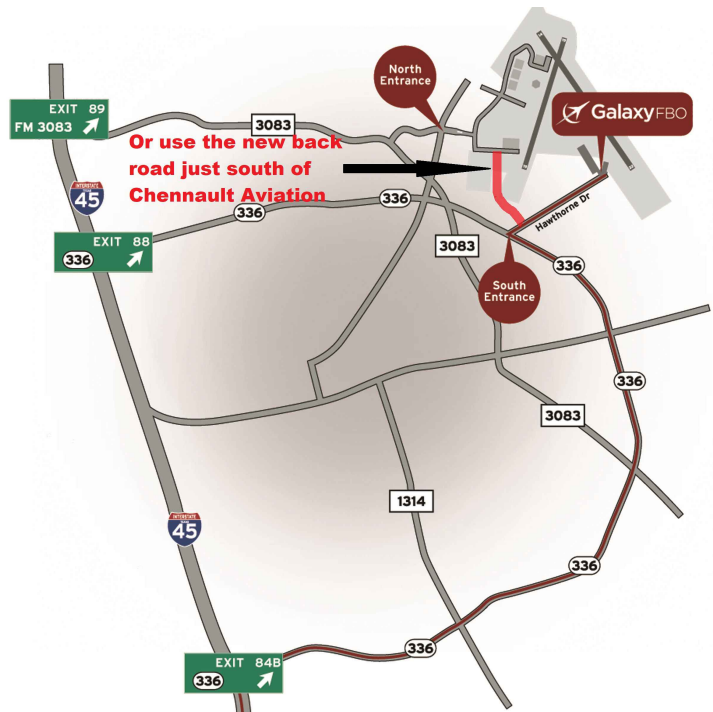 North
Entrance
EXIT 89
FM 3083
GalaxyFBO
3083
Or use the new back
road just south of
Chennault Aviation
INTERSTATE
45
336
336
Hawthorne Dr
EXIT 88
336
3083
336
South
Entrance
336
3083
1314
INTERSTATE
45
336
336
EXIT 84B
336